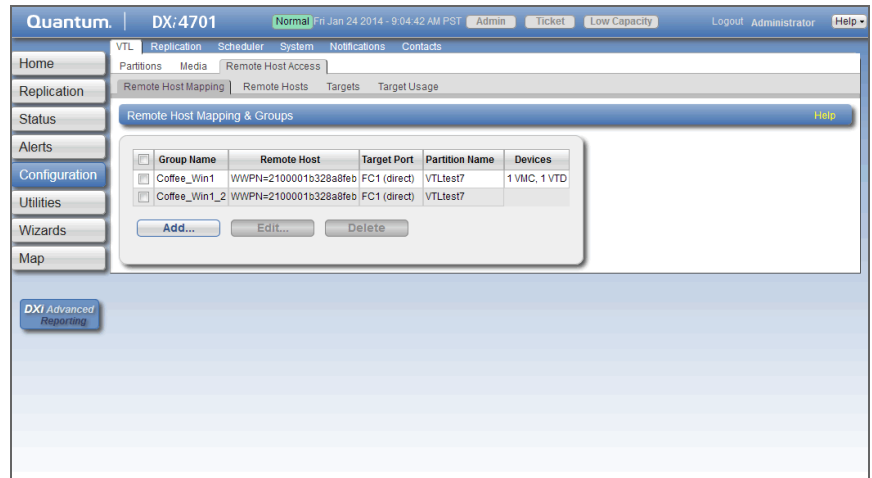 Quantum. DXi4701 Normal Fri Jan 24 2014 - 9:04:42 AM PST Admin Ticket Low Capacity Logout Administrator Help
VTL Replication Scheduler System Notifications Contacts
Home Partitions Media Remote Host Access
Replication Remote Host Mapping Remote Hosts Targets Target Usage
Status Remote Host Mapping & Groups Help
Alerts
Group Name Remote Host Target Port Partition Name Devices
Configuration Coffee_Win1 WWPN=2100001b328a8feb FC1 (direct) VTLtest7 1 VMC, 1 VTD
Coffee_Win1_2 WWPN=2100001b328a8feb FC1 (direct) VTLtest7
Utilities
Wizards Add... Edit... Delete
Map
DXi Advanced
Reporting